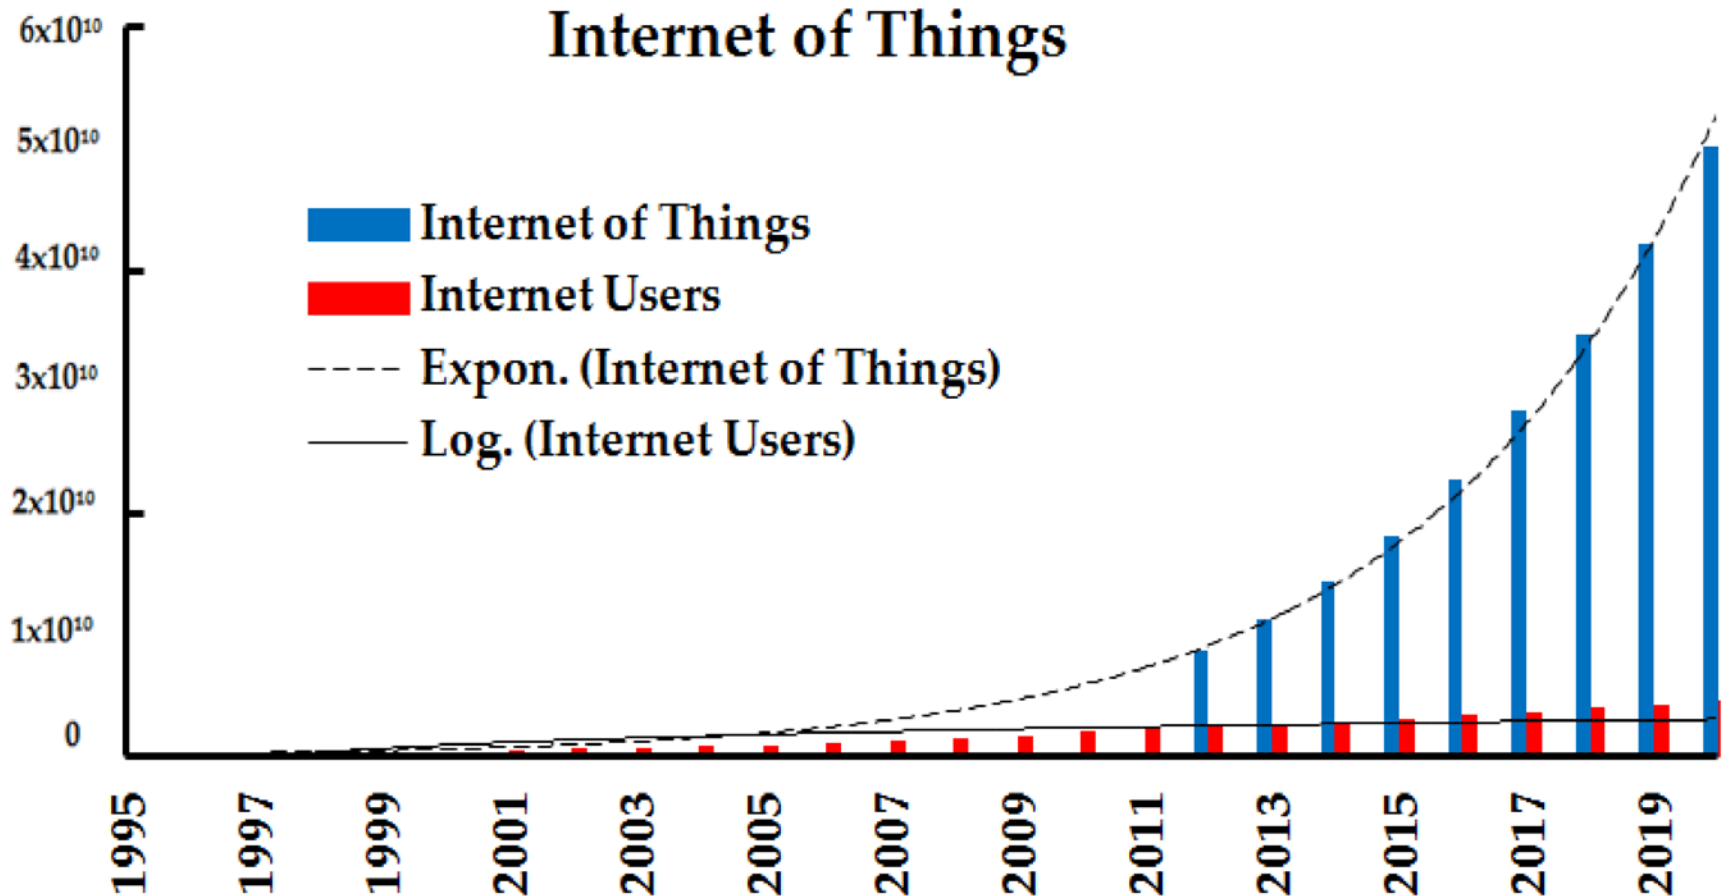 Internet of Things
6x10¹⁰
5x10¹⁰
4x10¹⁰
3x10¹⁰
2x10¹⁰
1x10¹⁰
0
Internet of Things
Internet Users
Expon. (Internet of Things)
Log. (Internet Users)
1995
1997
1999
2001
2003
2005
2007
2009
2011
2013
2015
2017
2019